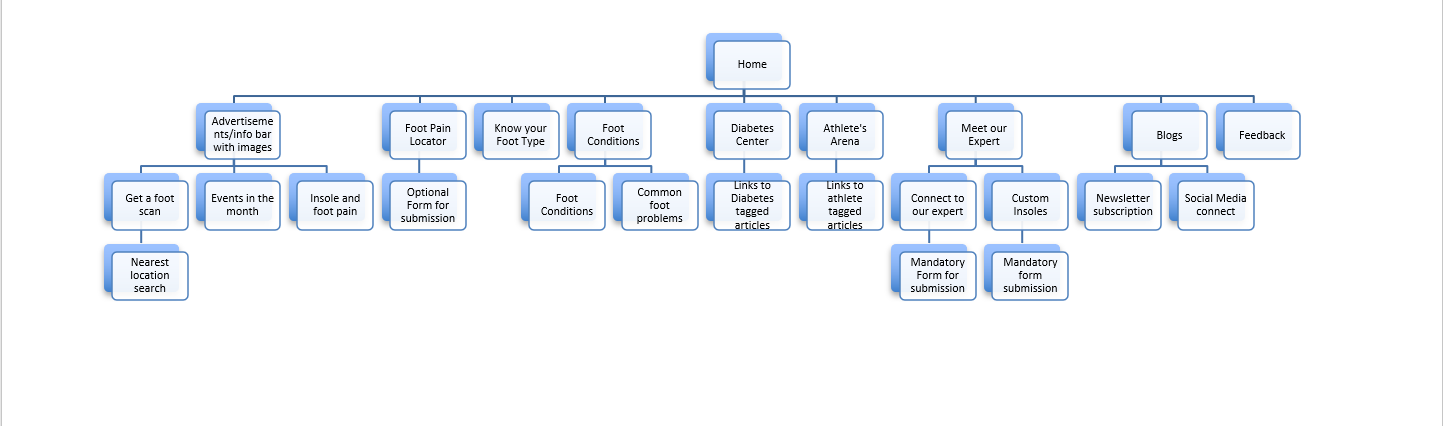 Home
Advertiseme
nts/info bar
with images
Foot Pain
Locator
Know your
Foot Type
Foot
Conditions
Diabetes
Center
Athlete's
Arena
Meet our
Expert
Blogs
Feedback
Get a foot
scan
Events in the
month
Insole and
foot pain
Optional
Form for
submission
Foot
Conditions
Common
foot
problems
Links to
Diabetes
tagged
articles
Links to
athlete
tagged
articles
Connect to
our expert
Custom
Insoles
Newsletter
subscription
Social Media
connect
Nearest
location
search
Mandatory
Form for
submission
Mandatory
form
submission